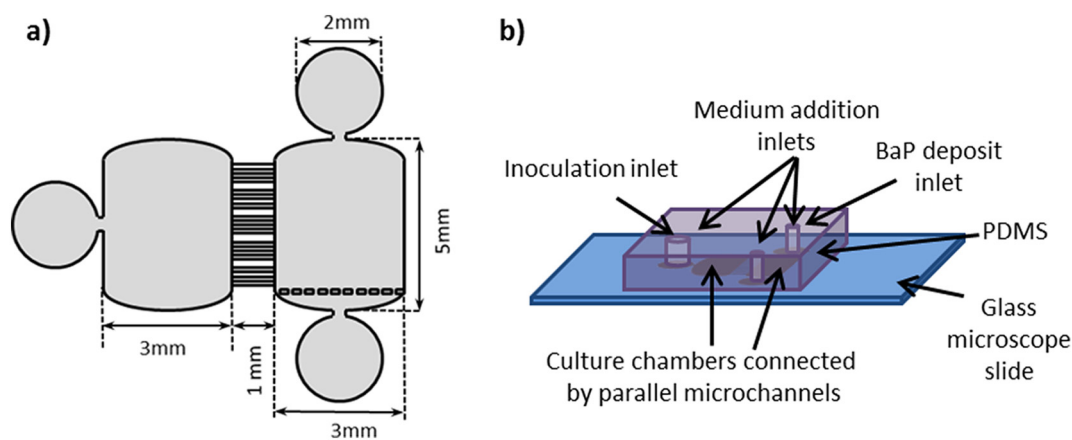 a)
2mm
5mm
3mm
1 mm
3mm
b)
Medium addition
inlets
Inoculation inlet
BaP deposit
inlet
PDMS
Glass
microscope
slide
Culture chambers connected
by parallel microchannels